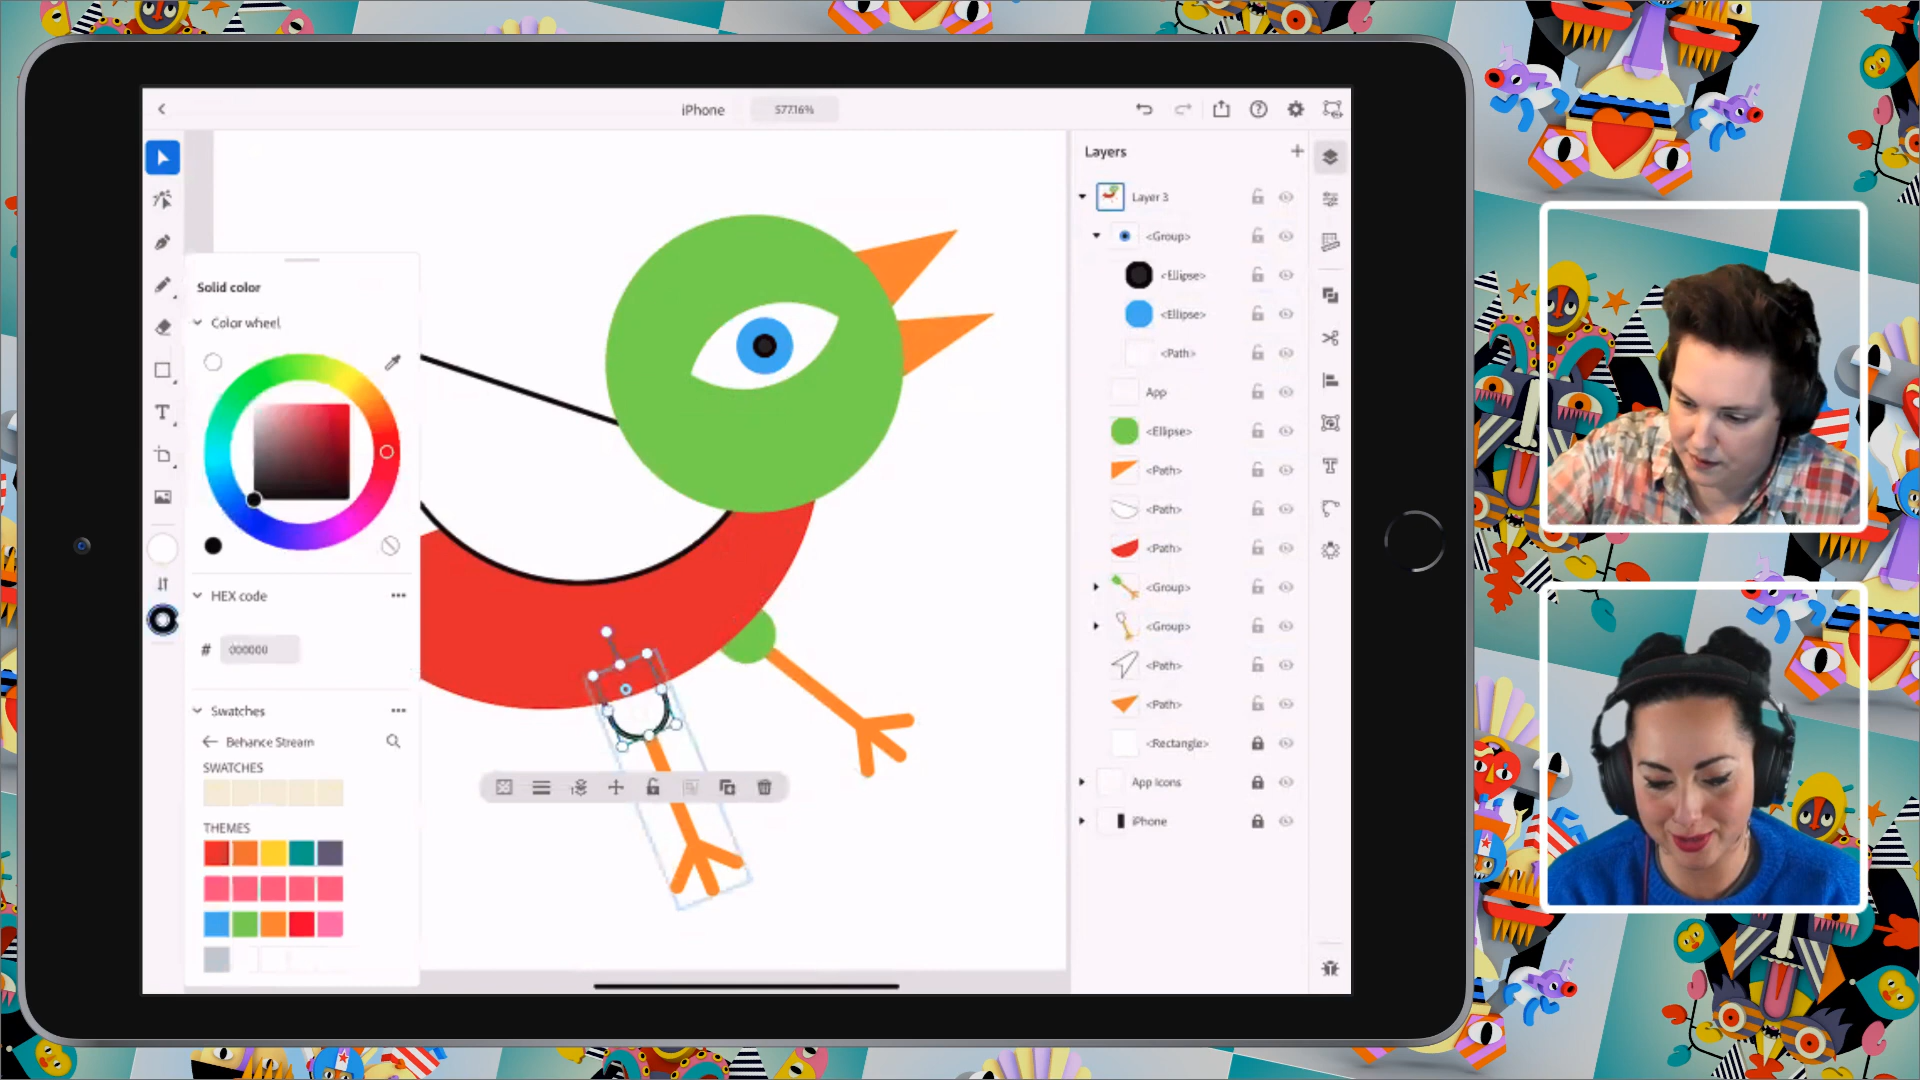 iPhone
577.16%
Layers
Layer 3
<Group>
<Ellipse>
<Ellipse>
<Path>
App
<Ellipse>
<Path>
<Path>
<Path>
<Group>
<Group>
<Path>
<Path>
<Rectangle>
App Icons
iPhone
Solid color
Color wheel
HEX code
# 000000
Swatches
Behance Stream
SWATCHES
THEMES